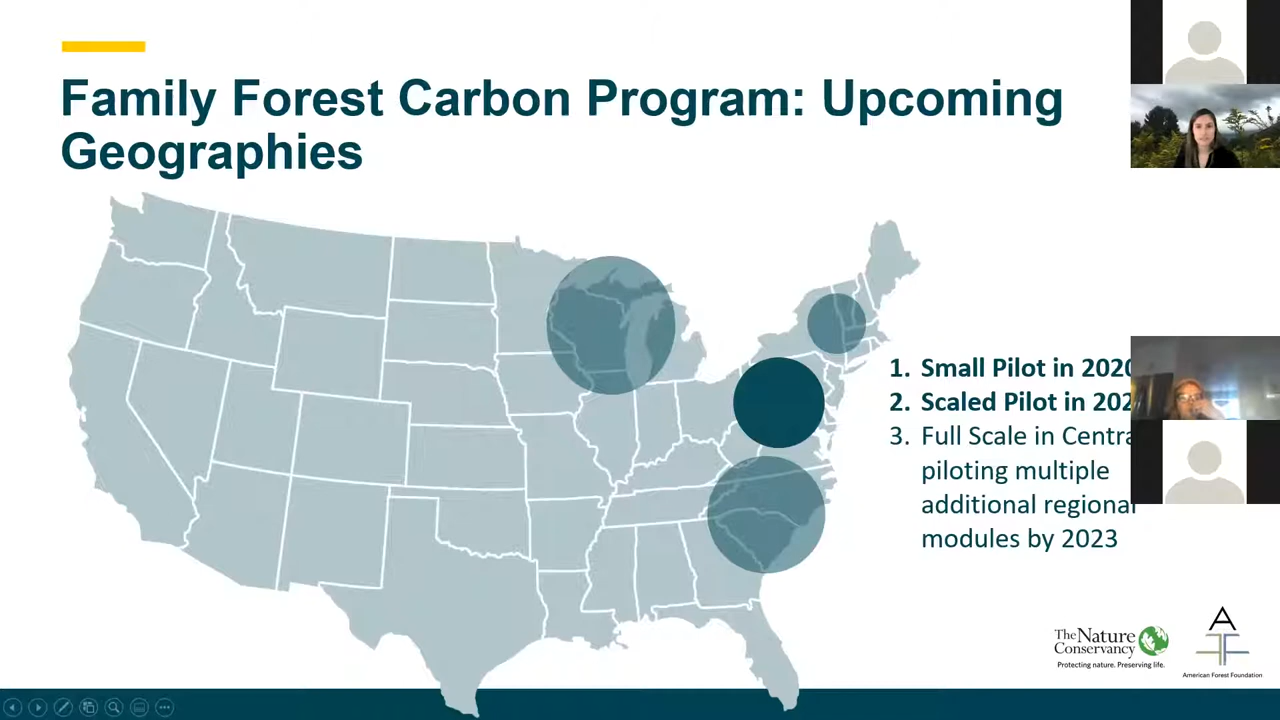 Family Forest Carbon Program: Upcoming
Geographies
1. Small Pilot in 2020
2. Scaled Pilot in 202
3. Full Scale in Centra
piloting multiple
additional regional
modules by 2023
The Nature
Conservancy
Protecting nature. Preserving life.
A
F
American Forest Foundation